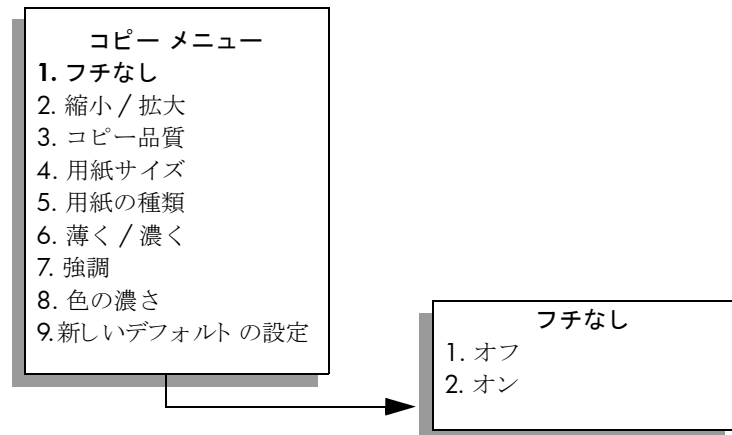 コピー メニュー
1. フチなし
2. 縮小 / 拡大
3. コピー品質
4. 用紙サイズ
5. 用紙の種類
6. 薄く / 濃く
7. 強調
8. 色の濃さ
9.新しいデフォルト の設定
フチなし
1. オフ
2. オン